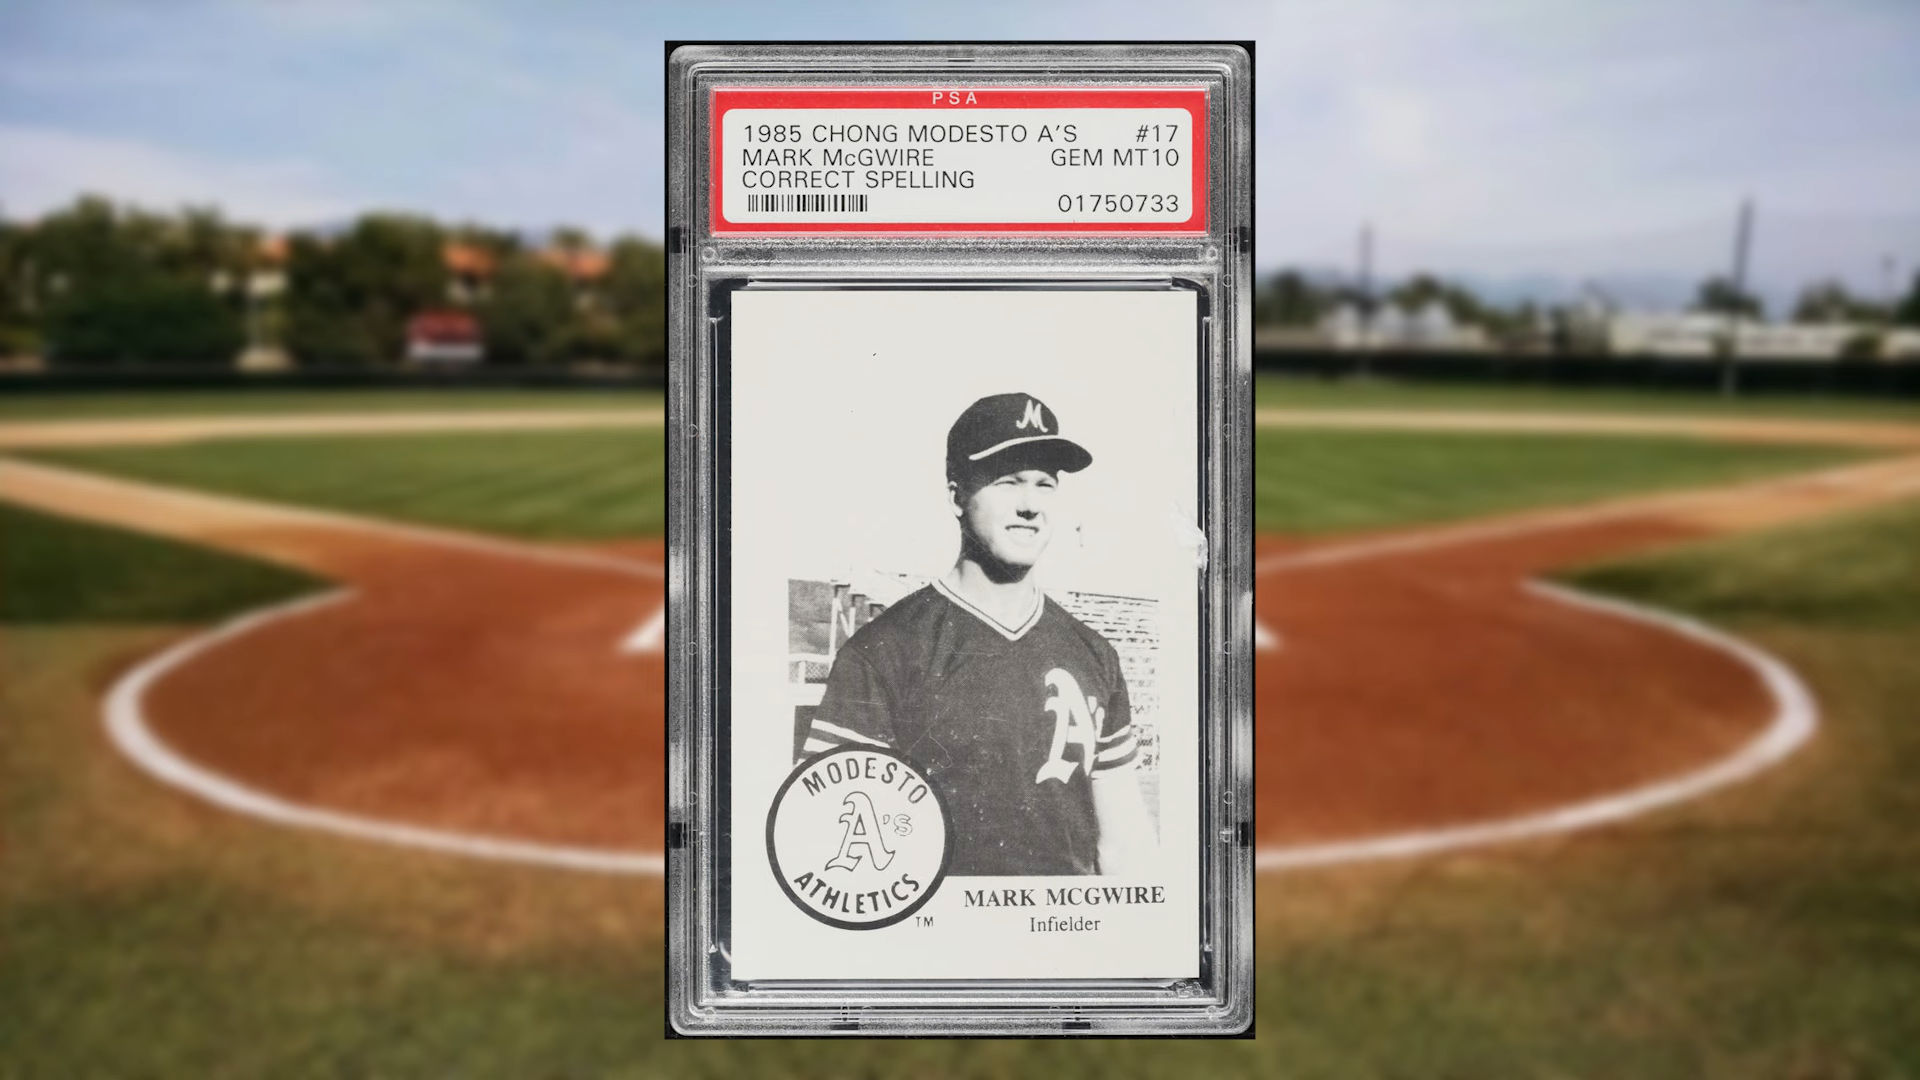 PSA
1985 CHONG MODESTO A'S #17
MARK McGWIRE GEM MT10
CORRECT SPELLING
01750733
M
A's
MODESTO
A's
ATHLETICS
TM
MARK MCGWIRE
Infielder